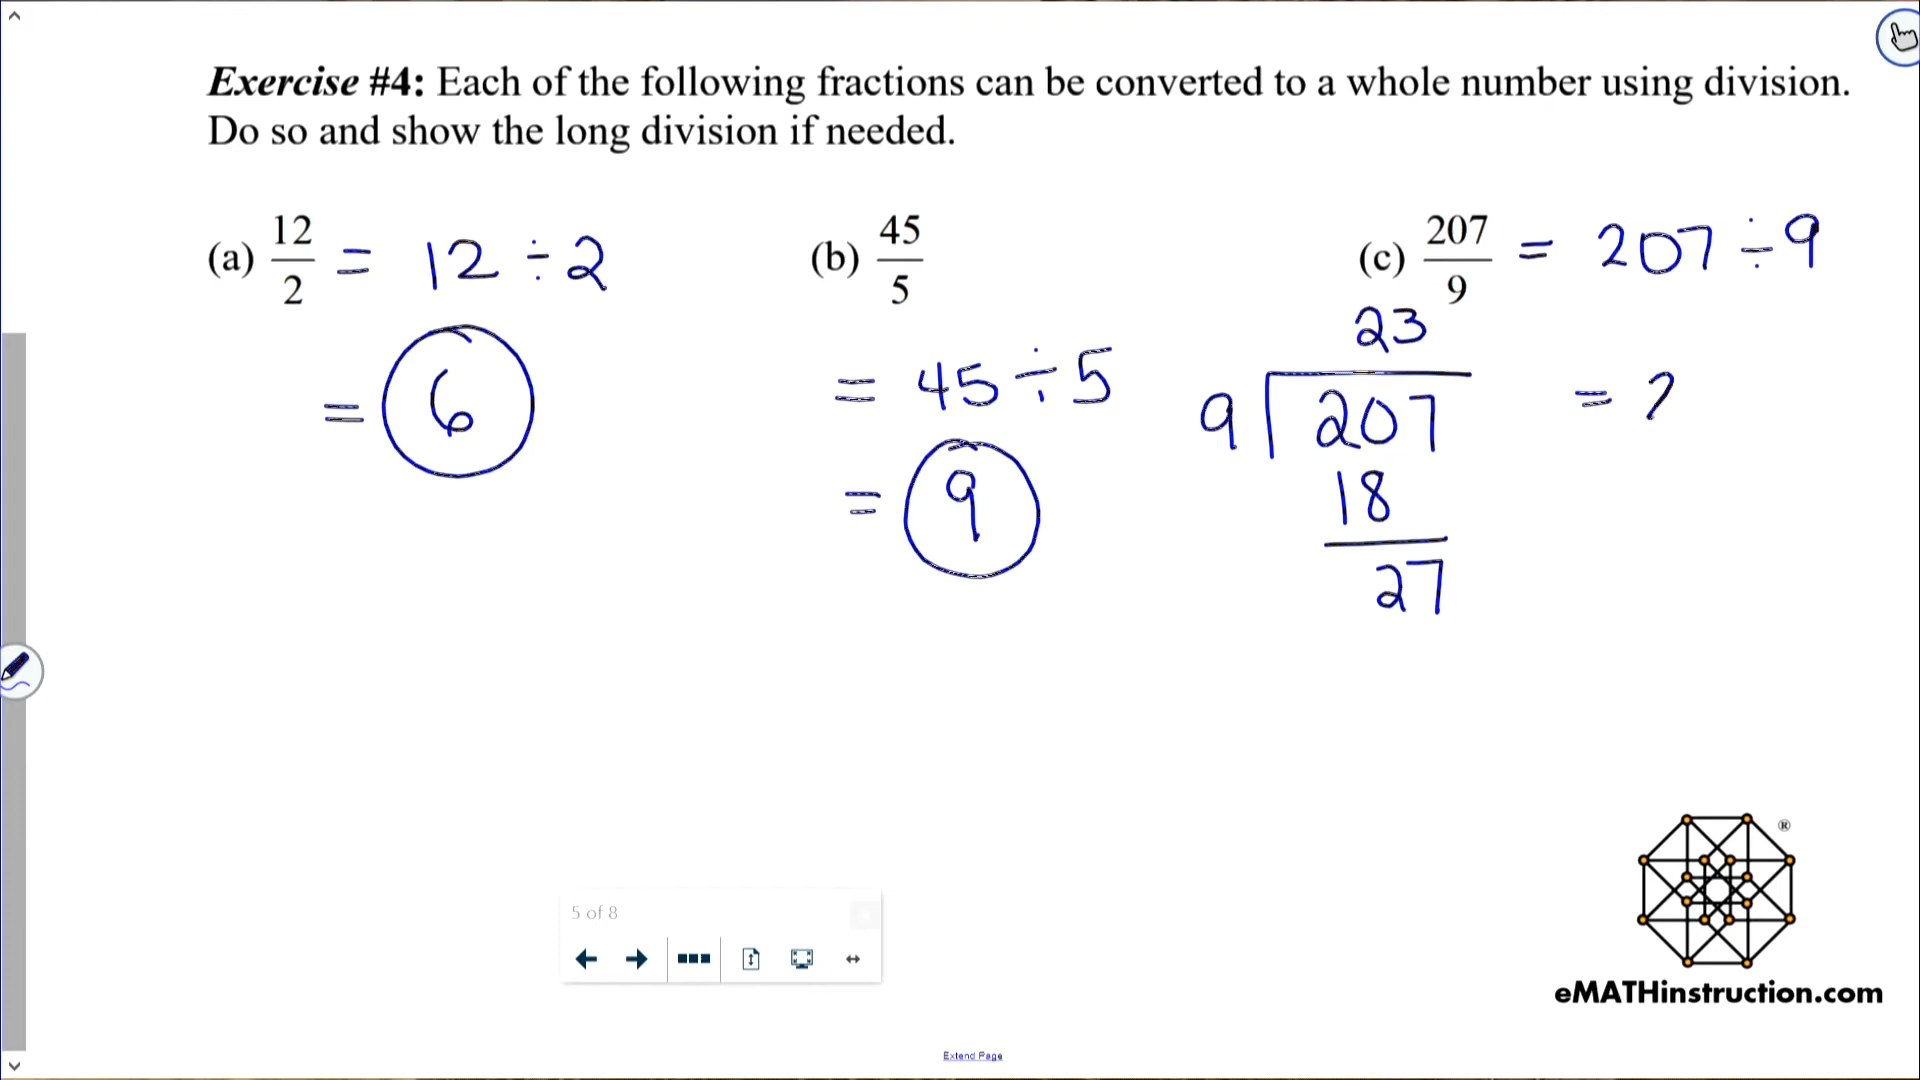 Exercise #4: Each of the following fractions can be converted to a whole number using division.
Do so and show the long division if needed.
(a) 12/2 = 12 ÷ 2
= 6
(b) 45/5
= 45 ÷ 5
= 9
(c) 207/9 = 207 ÷ 9
23
9 207 = 2
18
27
5 of 8
®
eMATHinstruction.com
Extend Page